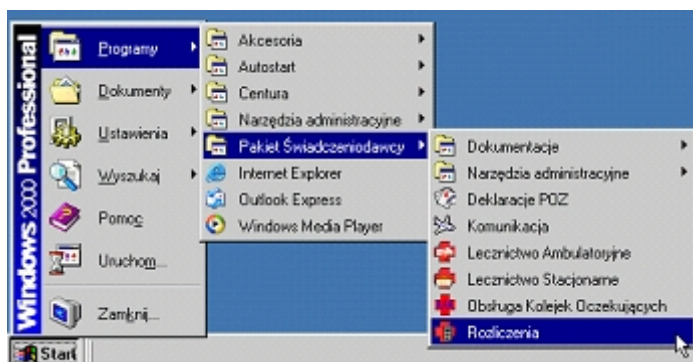 Windows 2000 Professional
Programy
Dokumenty
Ustawienia
Wyszukaj
Pomoc
Uruchom...
Zamknij...
Start
Akcesoria
Autostart
Centura
Narzędzia administracyjne
Pakiet Świadczeniodawcy
Internet Explorer
Outlook Express
Windows Media Player
Dokumentacje
Narzędzia administracyjne
Deklaracje POZ
Komunikacja
Lecznictwo Ambulatoryjne
Lecznictwo Stacjonarne
Obsługa Kolejek Oczekujących
Rozliczenia